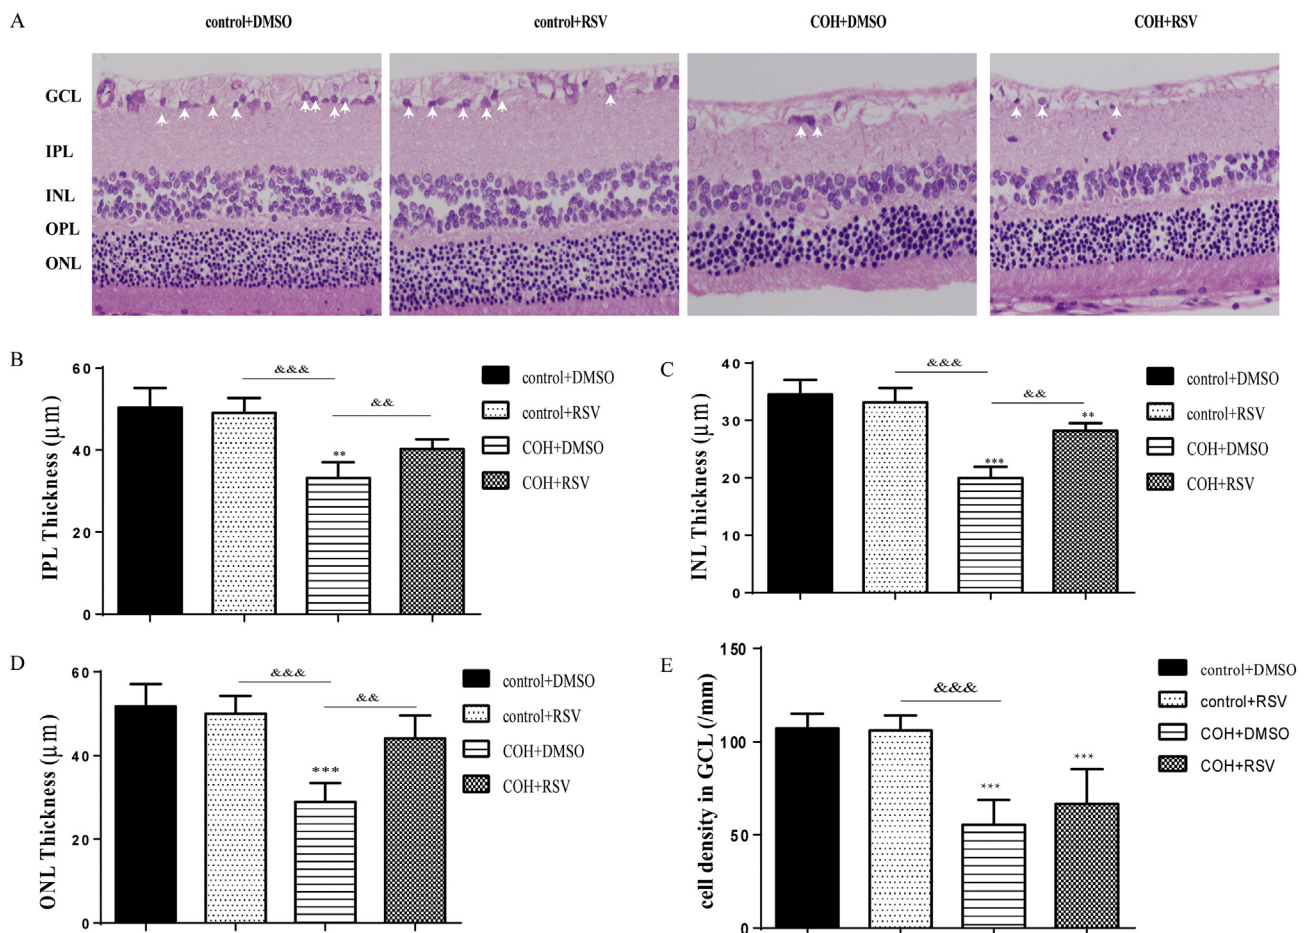 A
control+DMSO
control+RSV
COH+DMSO
COH+RSV
GCL
IPL
INL
OPL
ONL
B
IPL Thickness (μm)
60
40
20
0
&&&
&&
**
control+DMSO
control+RSV
COH+DMSO
COH+RSV
C
INL Thickness (μm)
40
30
20
10
0
&&&
&&
***
**
control+DMSO
control+RSV
COH+DMSO
COH+RSV
D
ONL Thickness (μm)
60
40
20
0
&&&
&&
***
control+DMSO
control+RSV
COH+DMSO
COH+RSV
E
cell density in GCL (/mm)
150
100
50
0
&&&
***
***
control+DMSO
control+RSV
COH+DMSO
COH+RSV